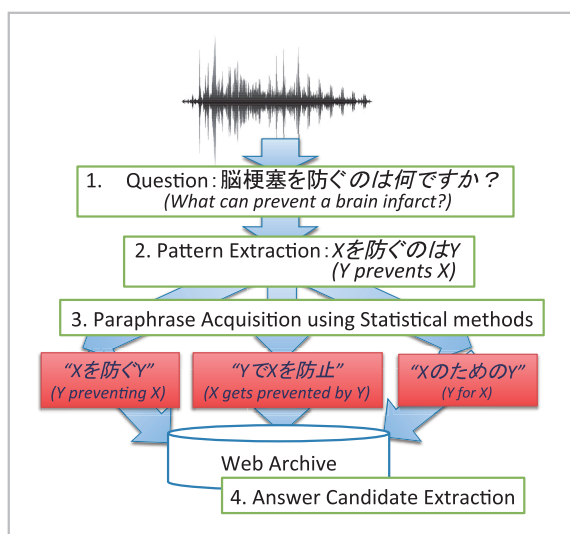 1. Question：脳梗塞を防ぐのは何ですか？
(What can prevent a brain infarct?)
2. Pattern Extraction：Xを防ぐのはY
(Y prevents X)
3. Paraphrase Acquisition using Statistical methods
“Xを防ぐY”
(Y preventing X)
“YでXを防止”
(X gets prevented by Y)
“XのためのY”
(Y for X)
Web Archive
4. Answer Candidate Extraction